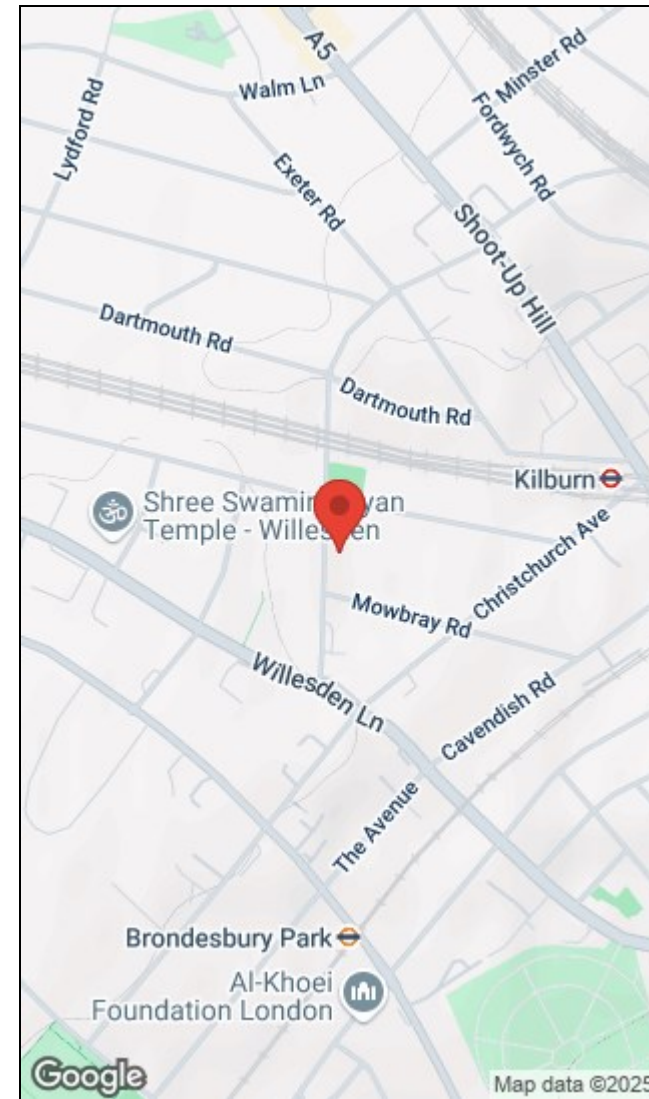 A5
Walm Ln
Minster Rd
Lydford Rd
Fordwych Rd
Exeter Rd
Shoot-Up Hill
Dartmouth Rd
Dartmouth Rd
Kilburn
Shree Swamin yan
Temple - Willes en
Christchurch Ave
Mowbray Rd
Willesden Ln
Cavendish Rd
The Avenue
Brondesbury Park
Al-Khoei
Foundation London
Google
Map data ©2025